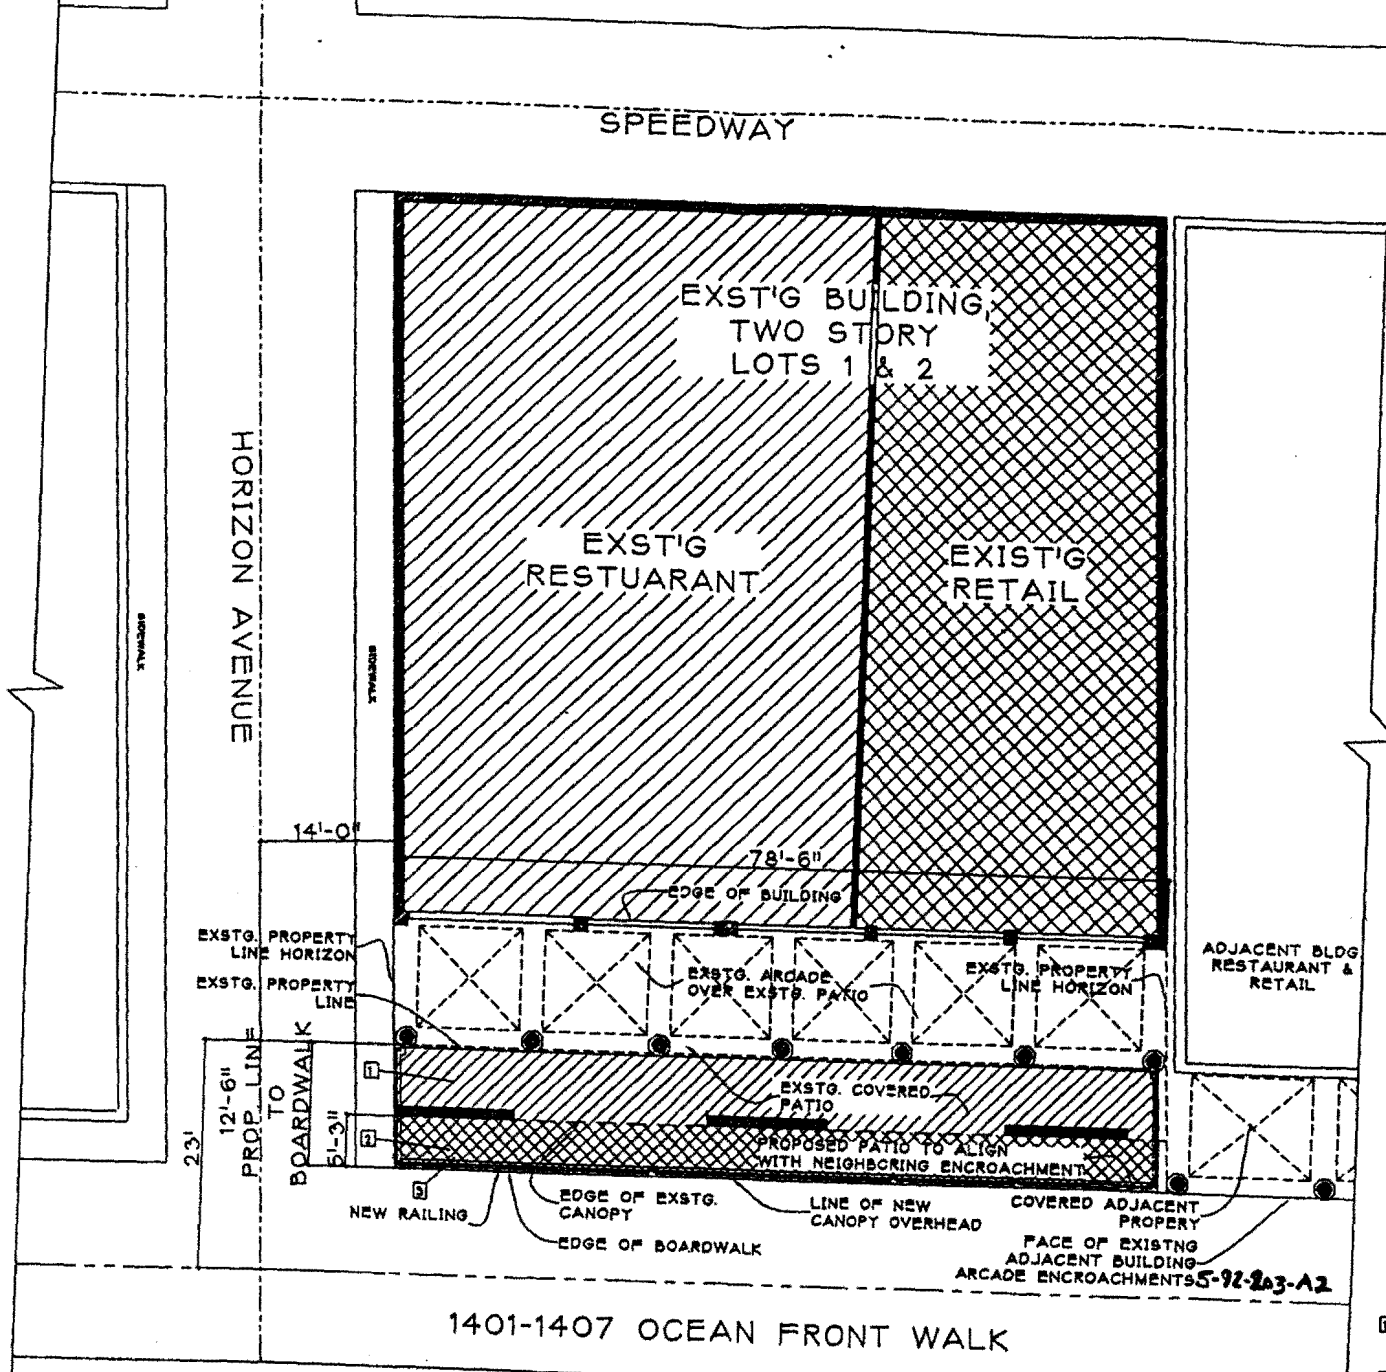 SPEEDWAY
EXST'G BUILDING,
TWO STORY
LOTS 1 & 2
HORIZON AVENUE
EXST'G
RESTUARANT
EXIST'G
RETAIL
SIDEWALK
SIDEWALK
14'-0"
78'-6"
EDGE OF BUILDING
EXSTG. PROPERTY
LINE HORIZON
EXSTG. PROPERTY
LINE
EXSTG. ARCADE
OVER EXSTG. PATIO
EXSTG. PROPERTY
LINE HORIZON
ADJACENT BLDG
RESTAURANT &
RETAIL
23'
12'-6"
PROP LINE
TO
BOARDWALK
5'-3"
1
2
3
EXSTG. COVERED
PATIO
PROPOSED PATIO TO ALIGN
WITH NEIGHBORING ENCROACHMENT
NEW RAILING
EDGE OF EXSTG.
CANOPY
EDGE OF BOARDWALK
LINE OF NEW
CANOPY OVERHEAD
COVERED ADJACENT
PROPERY
FACE OF EXISTNG
ADJACENT BUILDING
ARCADE ENCROACHMENTS 5-92-203-A2
1401-1407 OCEAN FRONT WALK